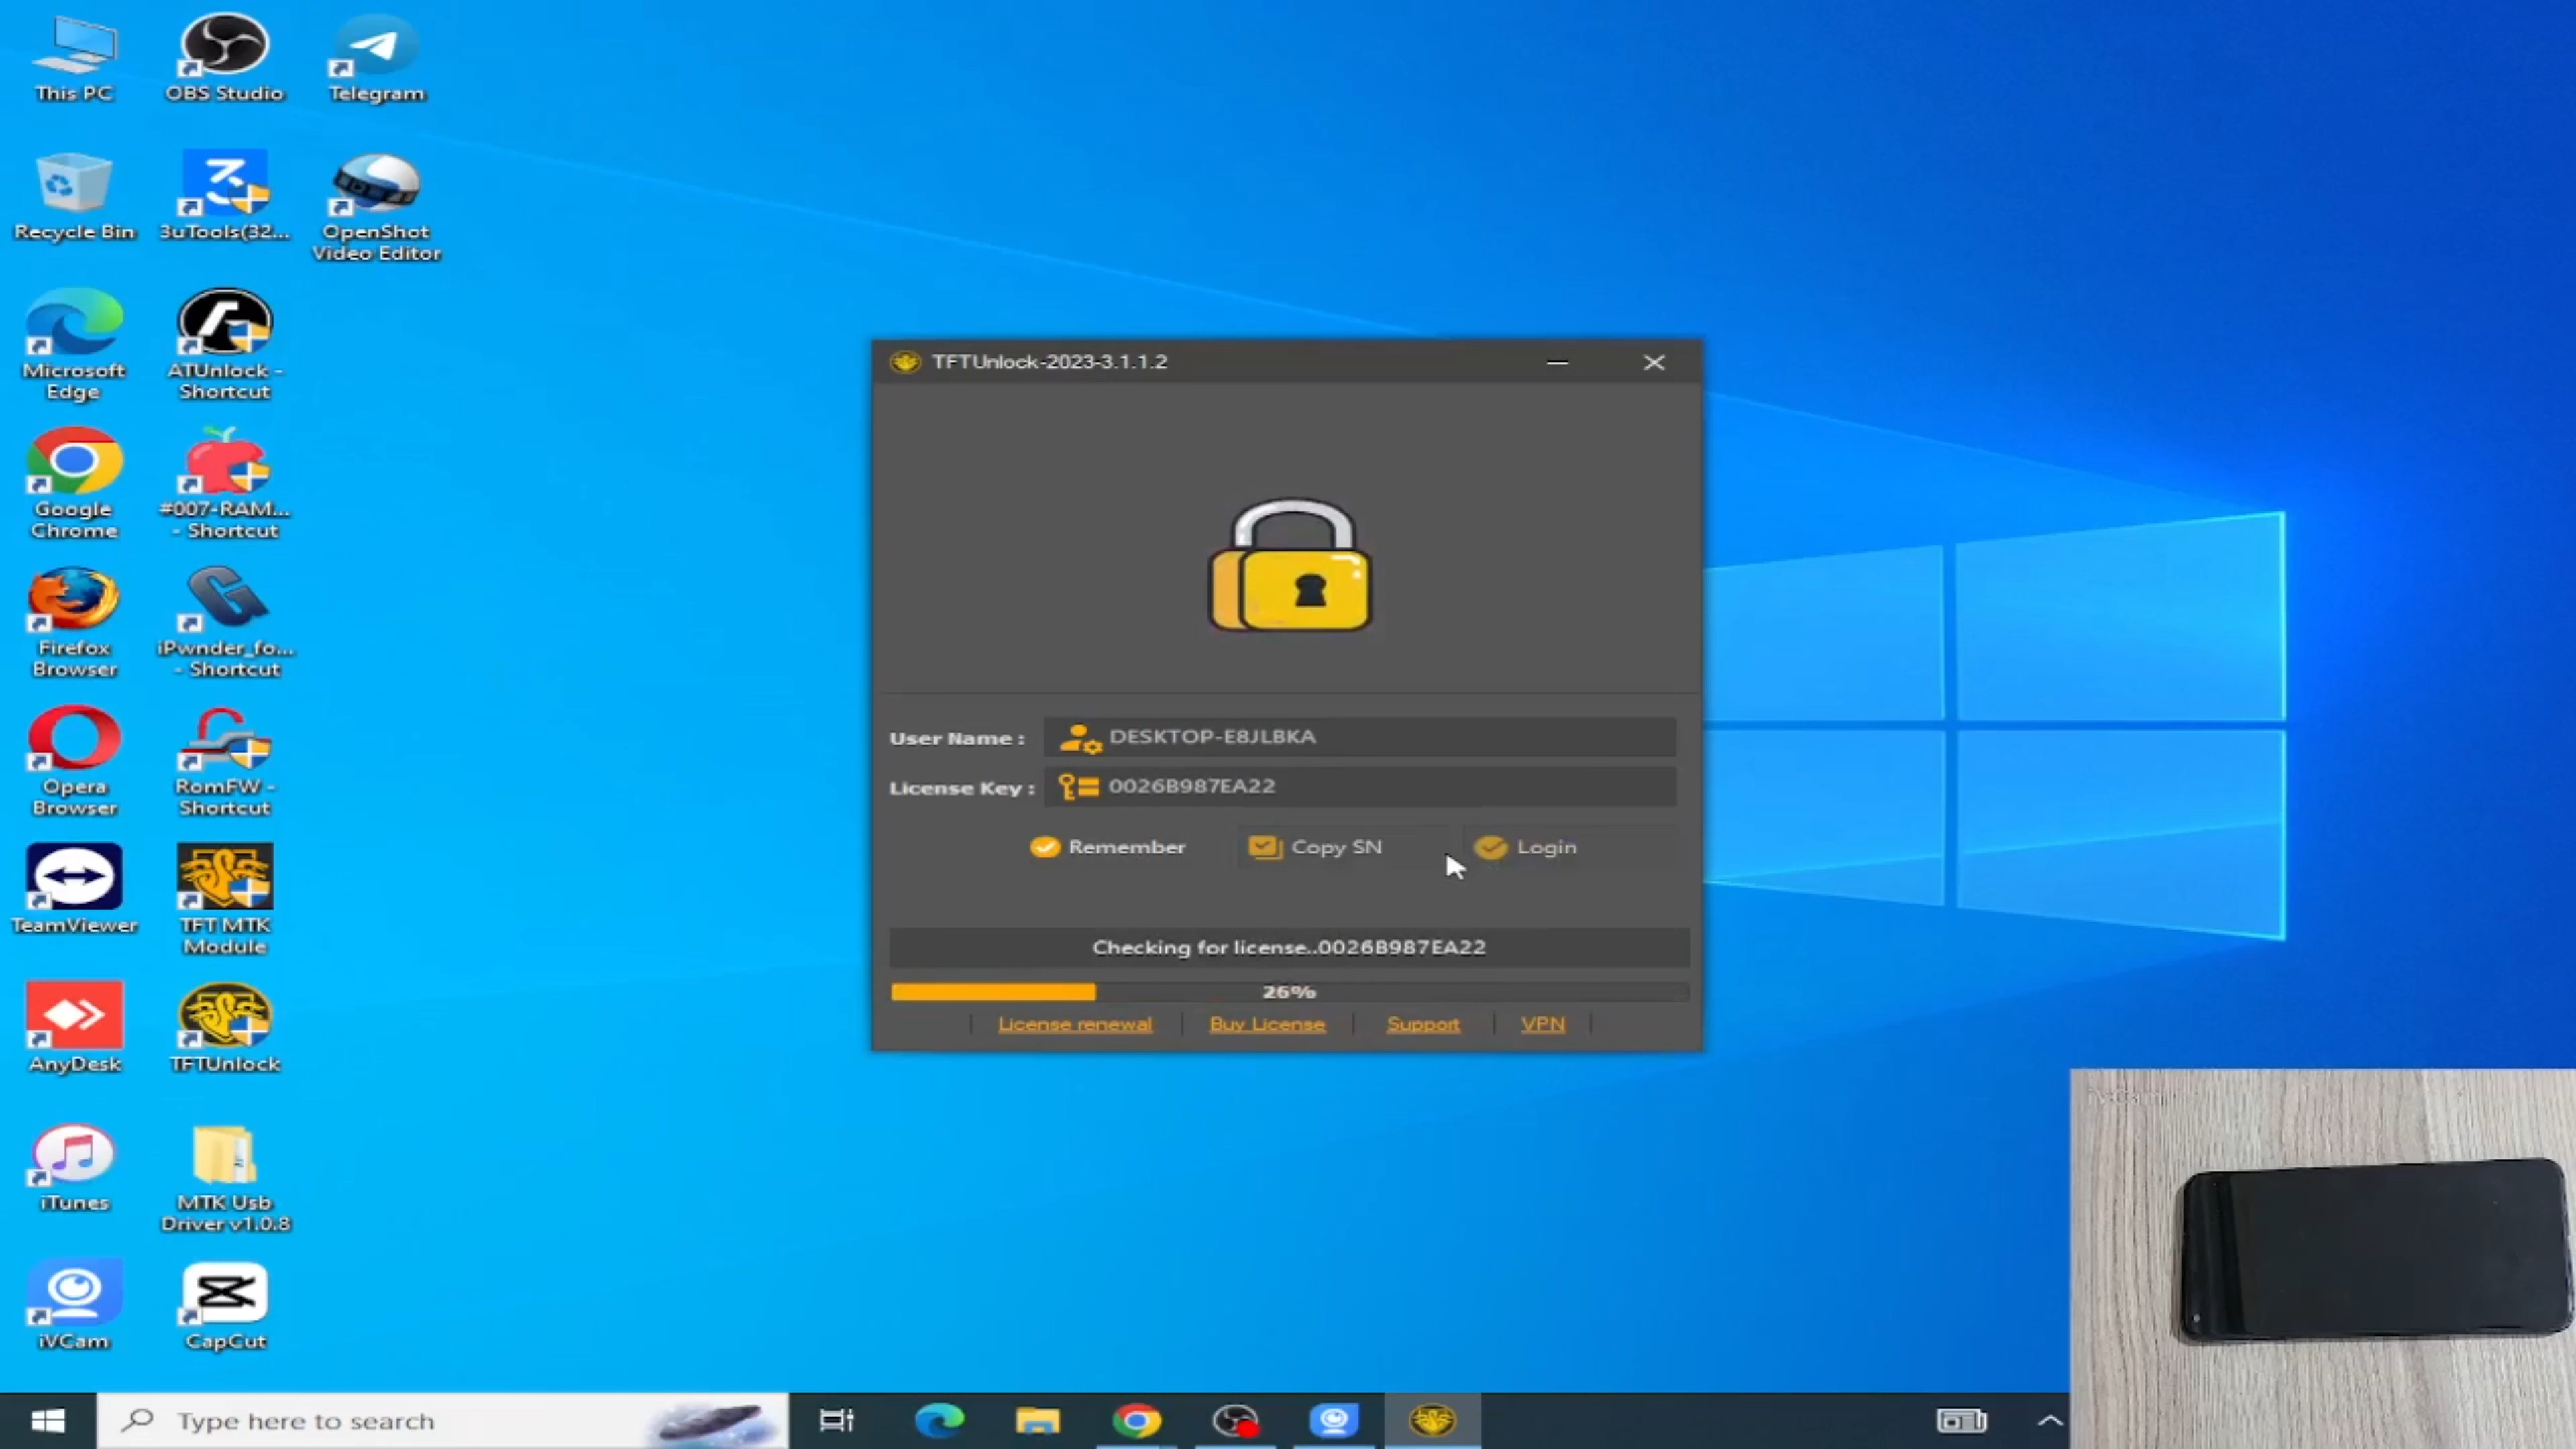 This PC
OBS Studio
Telegram
Recycle Bin
3uTools(32...
OpenShot
Video Editor
Microsoft
Edge
ATUnlock -
Shortcut
Google
Chrome
#007-RAM...
- Shortcut
Firefox
Browser
iPwnder_fo...
- Shortcut
Opera
Browser
RomFW -
Shortcut
TeamViewer
TFT MTK
Module
AnyDesk
TFTUnlock
iTunes
MTK Usb
Driver v1.0.8
iVCam
CapCut
TFTUnlock-2023-3.1.1.2
User Name :
DESKTOP-E8JLBKA
License Key :
0026B987EA22
Remember
Copy SN
Login
Checking for license..0026B987EA22
26%
License renewal
Buy License
Support
VPN
Type here to search